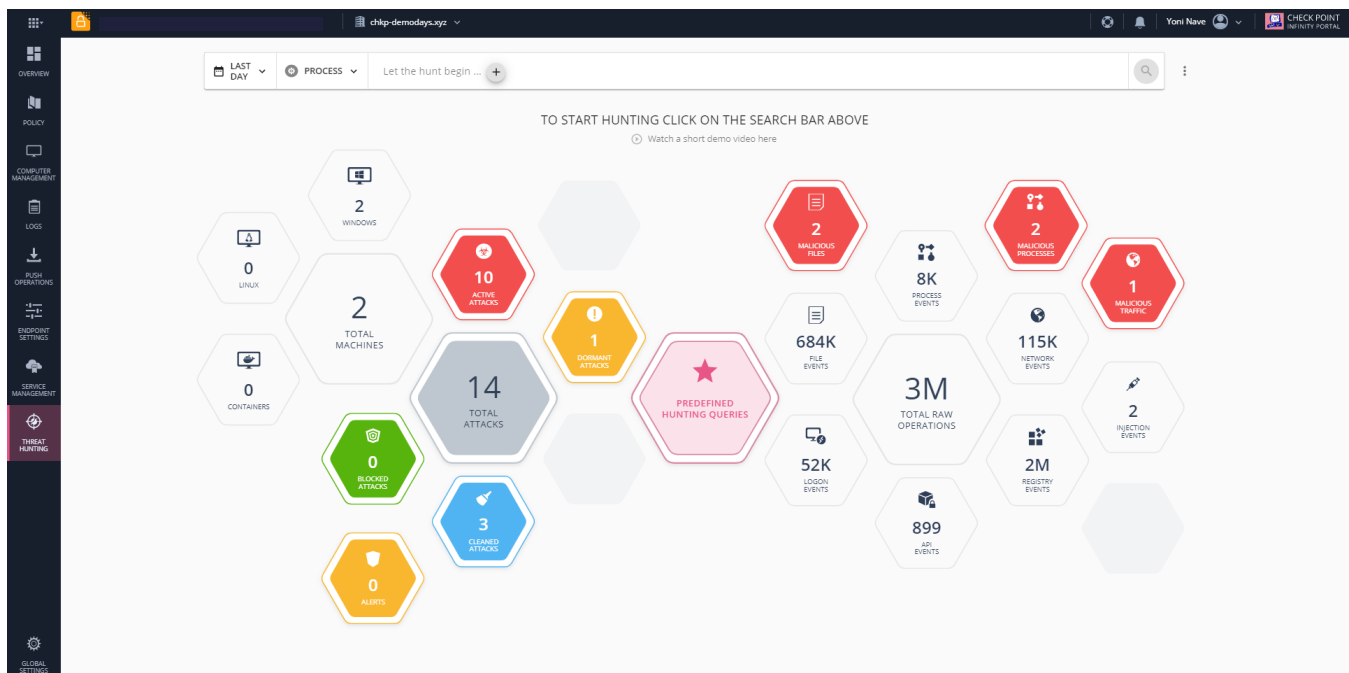 chkp-demodays.xyz
Yoni Nave
CHECK POINT
INFINITY PORTAL
OVERVIEW
POLICY
COMPUTER
MANAGEMENT
LOGS
PUSH
OPERATIONS
ENDPOINT
SETTINGS
SERVICE
MANAGEMENT
THREAT
HUNTING
GLOBAL
SETTINGS
LAST
DAY
PROCESS
Let the hunt begin ...
TO START HUNTING CLICK ON THE SEARCH BAR ABOVE
Watch a short demo video here
2
WINDOWS
0
LINUX
2
TOTAL
MACHINES
0
CONTAINERS
10
ACTIVE
ATTACKS
1
DORMANT
ATTACKS
14
TOTAL
ATTACKS
0
BLOCKED
ATTACKS
3
CLEANED
ATTACKS
0
ALERTS
PREDEFINED
HUNTING QUERIES
2
MALICIOUS
FILES
8K
PROCESS
EVENTS
2
MALICIOUS
PROCESSES
1
MALICIOUS
TRAFFIC
684K
FILE
EVENTS
115K
NETWORK
EVENTS
3M
TOTAL RAW
OPERATIONS
2
INJECTION
EVENTS
52K
LOGON
EVENTS
2M
REGISTRY
EVENTS
899
API
EVENTS